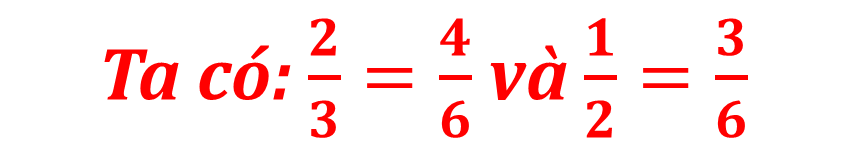 Ta có: 2/3 = 4/6 và 1/2 = 3/6